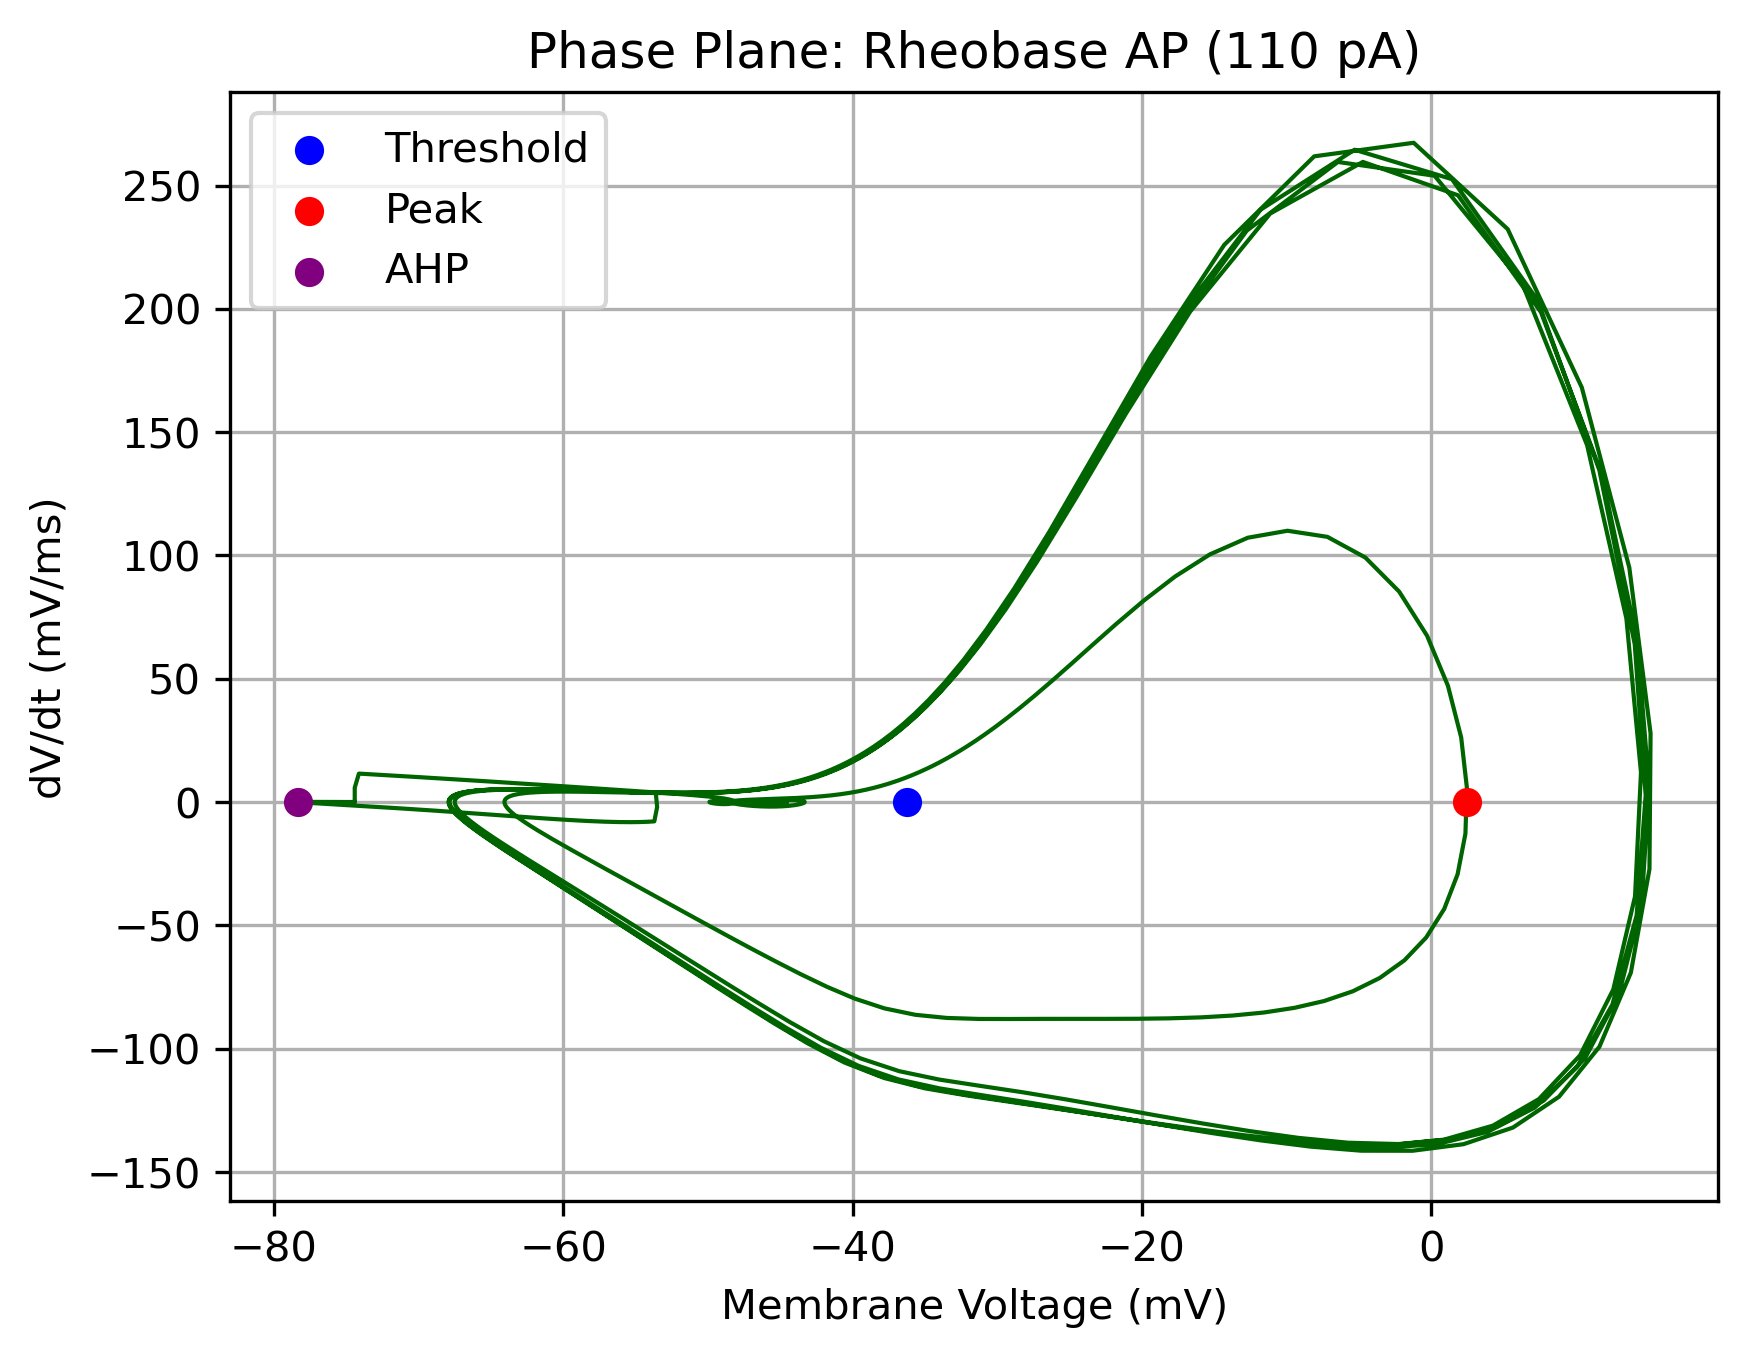 Phase Plane: Rheobase AP (110 pA)
Threshold
Peak
AHP
dV/dt (mV/ms)
250
200
150
100
50
0
−50
−100
−150
−80
−60
−40
−20
0
Membrane Voltage (mV)